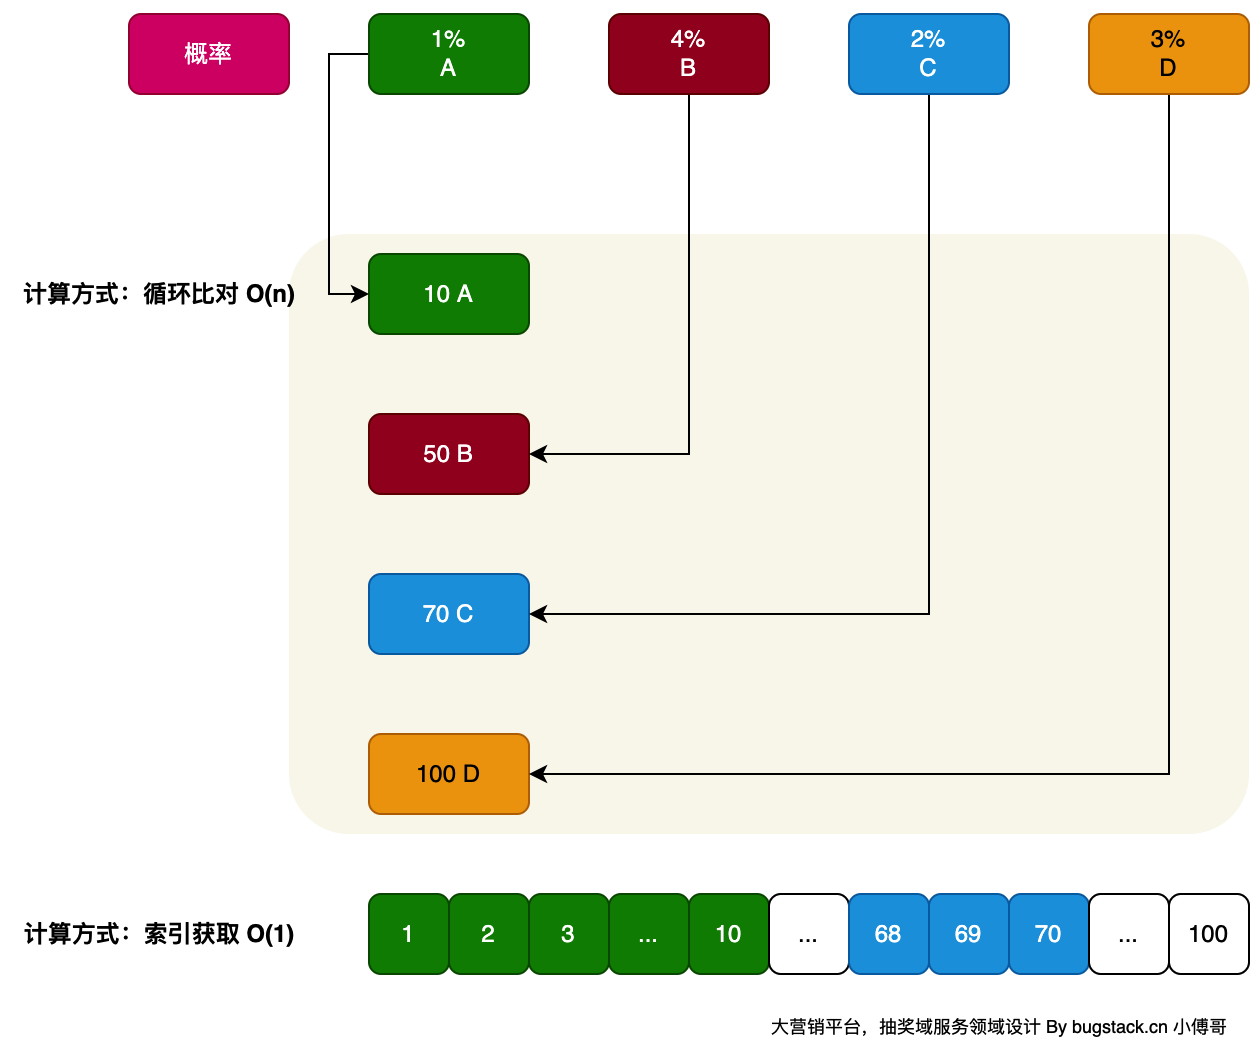 概率
1%
A
4%
B
2%
C
3%
D
计算方式：循环比对 O(n)
10 A
50 B
70 C
100 D
计算方式：索引获取 O(1)
1 2 3 ... 10 ... 68 69 70 ... 100
大营销平台，抽奖域服务领域设计 By bugstack.cn 小傅哥